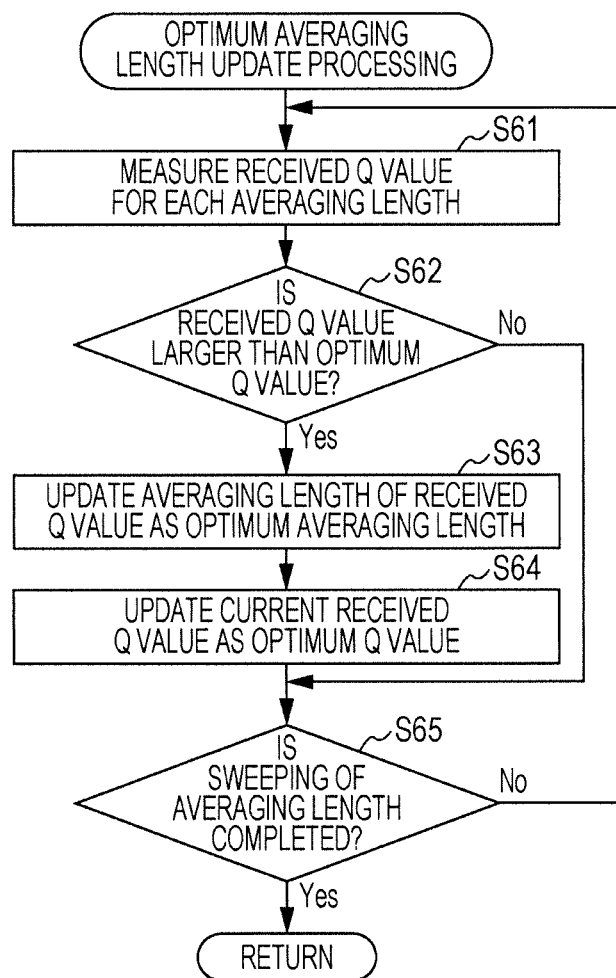 OPTIMUM AVERAGING
LENGTH UPDATE PROCESSING
S61
MEASURE RECEIVED Q VALUE
FOR EACH AVERAGING LENGTH
S62
IS
RECEIVED Q VALUE
LARGER THAN OPTIMUM
Q VALUE?
No
Yes
S63
UPDATE AVERAGING LENGTH OF RECEIVED
Q VALUE AS OPTIMUM AVERAGING LENGTH
S64
UPDATE CURRENT RECEIVED
Q VALUE AS OPTIMUM Q VALUE
S65
IS
SWEEPING OF
AVERAGING LENGTH
COMPLETED?
No
Yes
RETURN